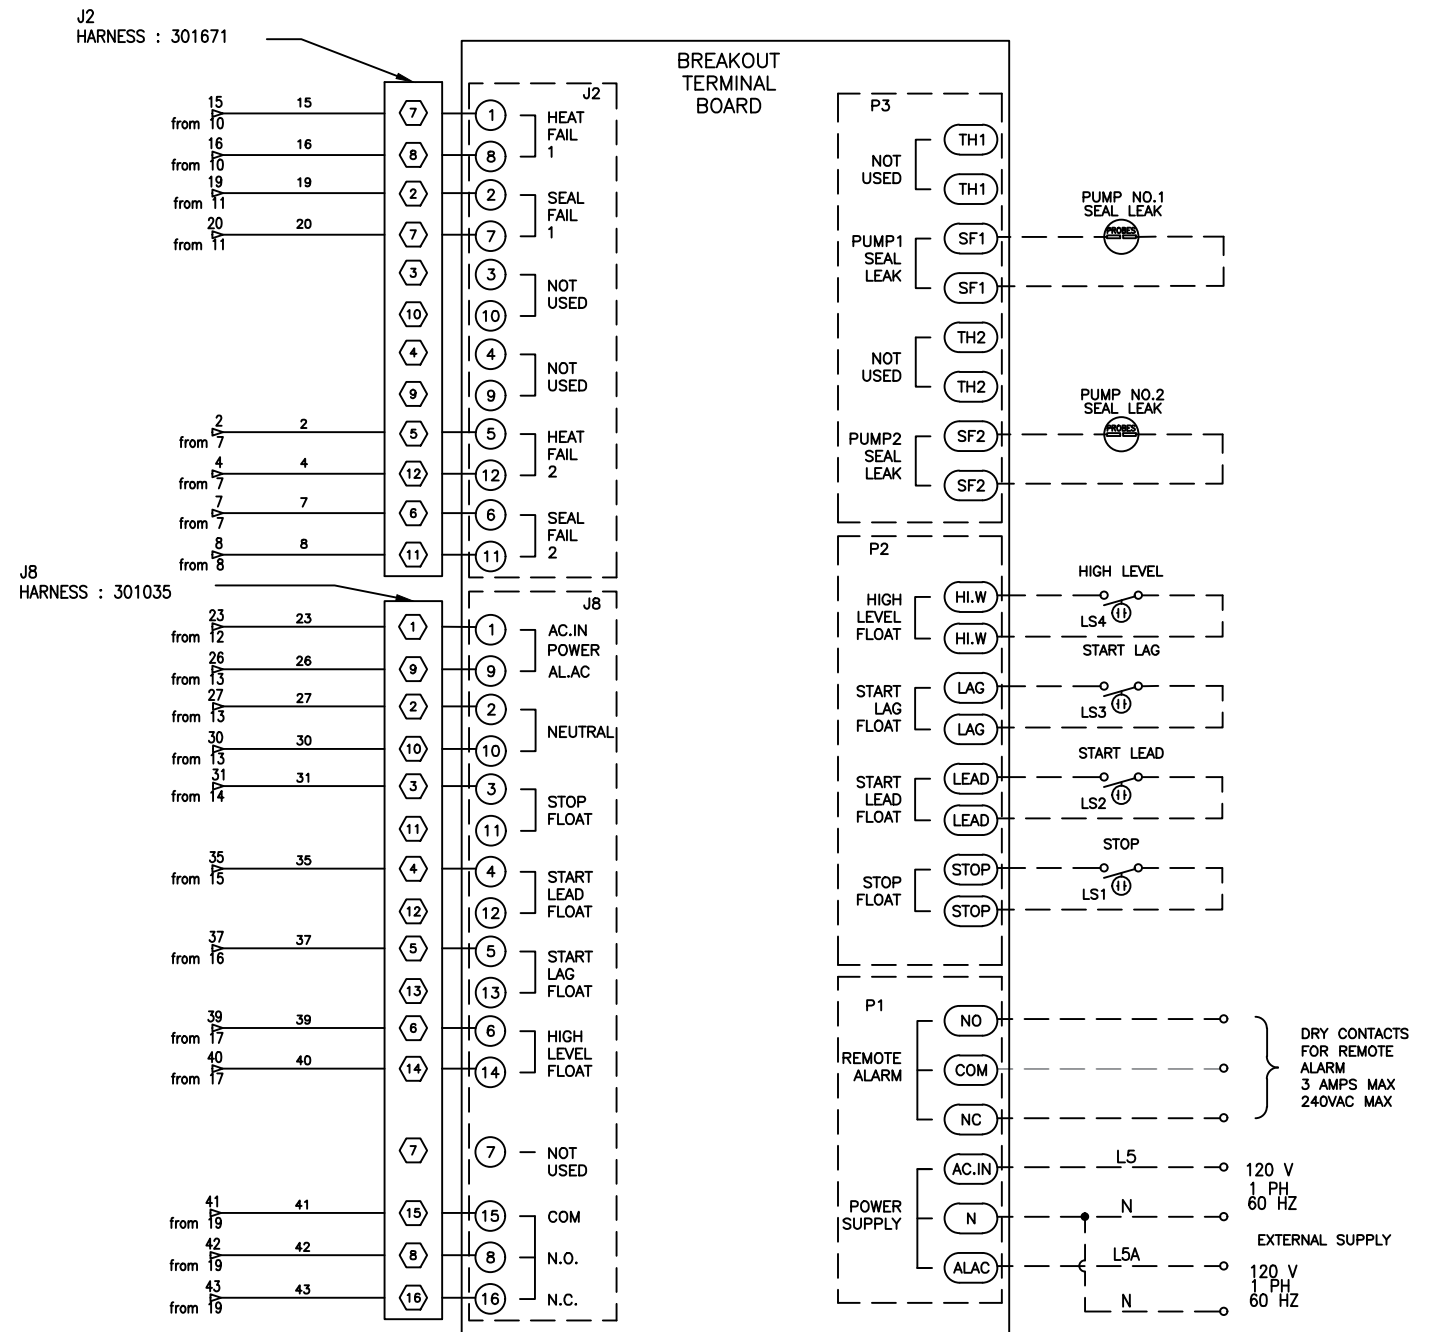 J2
HARNESS : 301671
BREAKOUT
TERMINAL
BOARD
J2
15
from 10
15
7
1
16
from 10
16
8
8
HEAT
FAIL
1
19
from 11
19
2
2
20
from 11
20
7
7
SEAL
FAIL
1
3
3
10
10
NOT
USED
4
4
9
9
NOT
USED
2
from 7
2
5
5
4
from 7
4
12
12
HEAT
FAIL
2
7
from 7
7
6
6
8
from 8
8
11
11
SEAL
FAIL
2
J8
HARNESS : 301035
J8
23
from 12
23
1
1
AC.IN
POWER
26
from 13
26
9
9
AL.AC
27
from 13
27
2
2
30
from 13
30
10
10
NEUTRAL
31
from 14
31
3
3
11
11
STOP
FLOAT
35
from 15
35
4
4
12
12
START
LEAD
FLOAT
37
from 16
37
5
5
13
13
START
LAG
FLOAT
39
from 17
39
6
6
40
from 17
40
14
14
HIGH
LEVEL
FLOAT
7
7
NOT
USED
41
from 19
41
15
15
COM
42
from 19
42
8
8
N.O.
43
from 19
43
16
16
N.C.
P3
NOT
USED
TH1
TH1
PUMP1
SEAL
LEAK
SF1
SF1
PUMP NO.1
SEAL LEAK
PROBES
NOT
USED
TH2
TH2
PUMP2
SEAL
LEAK
SF2
SF2
PUMP NO.2
SEAL LEAK
PROBES
P2
HIGH
LEVEL
FLOAT
HI.W
HI.W
HIGH LEVEL
LS4
START
LAG
FLOAT
LAG
LAG
START LAG
LS3
START
LEAD
FLOAT
LEAD
LEAD
START LEAD
LS2
STOP
FLOAT
STOP
STOP
STOP
LS1
P1
REMOTE
ALARM
NO
COM
NC
DRY CONTACTS
FOR REMOTE
ALARM
3 AMPS MAX
240VAC MAX
POWER
SUPPLY
AC.IN
N
ALAC
L5
N
120 V
1 PH
60 HZ
EXTERNAL SUPPLY
L5A
N
120 V
1 PH
60 HZ